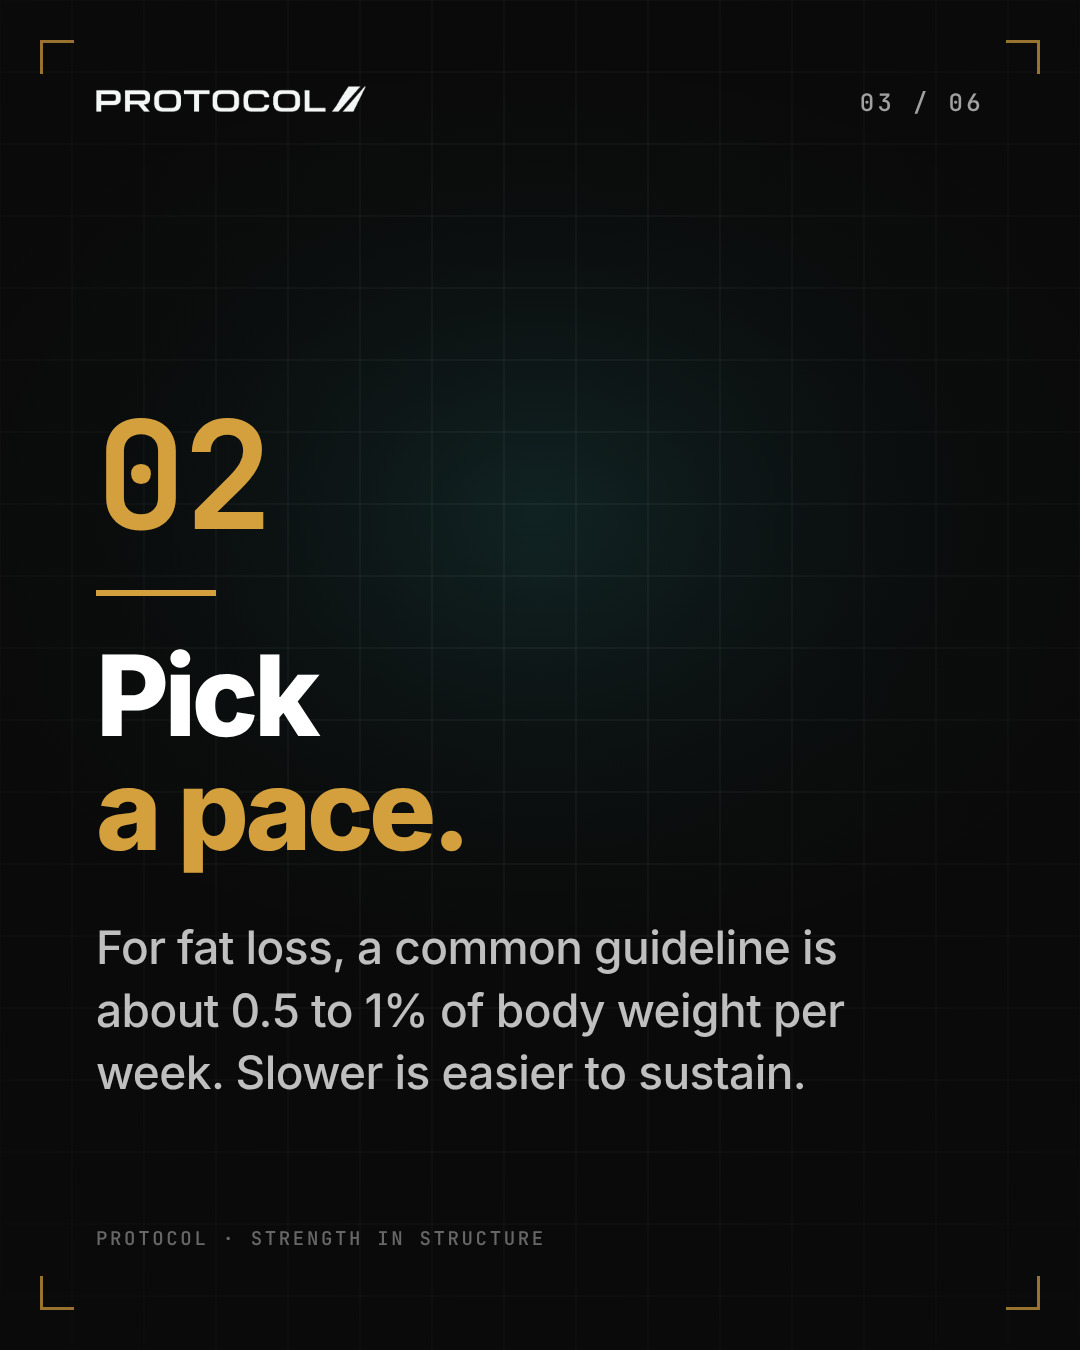 PROTOCOL
03 / 06
02
Pick
a pace.
For fat loss, a common guideline is
about 0.5 to 1% of body weight per
week. Slower is easier to sustain.
PROTOCOL · STRENGTH IN STRUCTURE